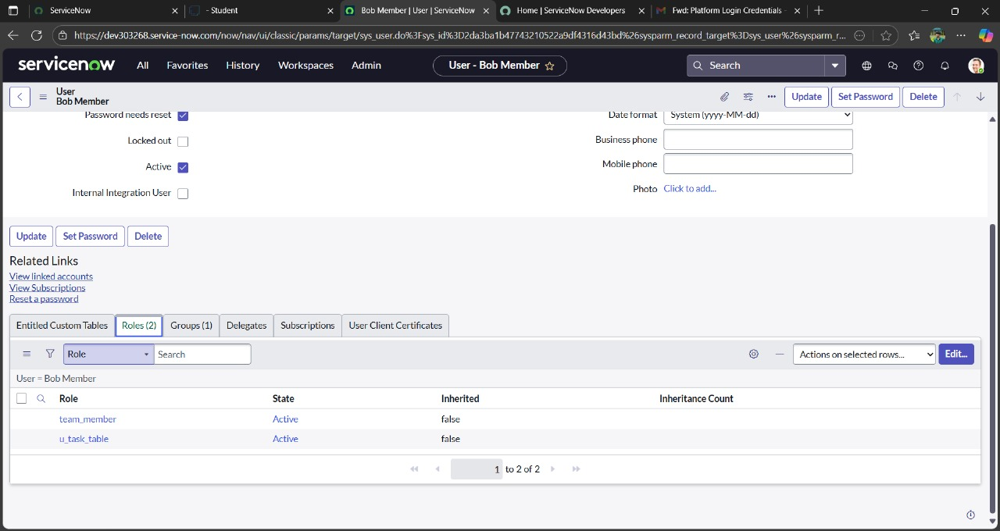 ServiceNow
- Student
Bob Member | User | ServiceNow
Home | ServiceNow Developers
Fwd: Platform Login Credentials -
https://dev303268.service-now.com/now/nav/ui/classic/params/target/sys_user.do%3Fsys_id%3D2da3ba1b47743210522a9df4316d43bd%26sysparm_record_target%3Dsys_user%26sysparm_r...
servicenow
All
Favorites
History
Workspaces
Admin
User - Bob Member
Search
User
Bob Member
Update
Set Password
Delete
Password needs reset
Date format
System (yyyy-MM-dd)
Locked out
Business phone
Active
Mobile phone
Internal Integration User
Photo
Click to add...
Update
Set Password
Delete
Related Links
View linked accounts
View Subscriptions
Reset a password
Entitled Custom Tables
Roles (2)
Groups (1)
Delegates
Subscriptions
User Client Certificates
Role
Search
Actions on selected rows...
Edit...
User = Bob Member
Role
State
Inherited
Inheritance Count
team_member
Active
false
u_task_table
Active
false
1 to 2 of 2